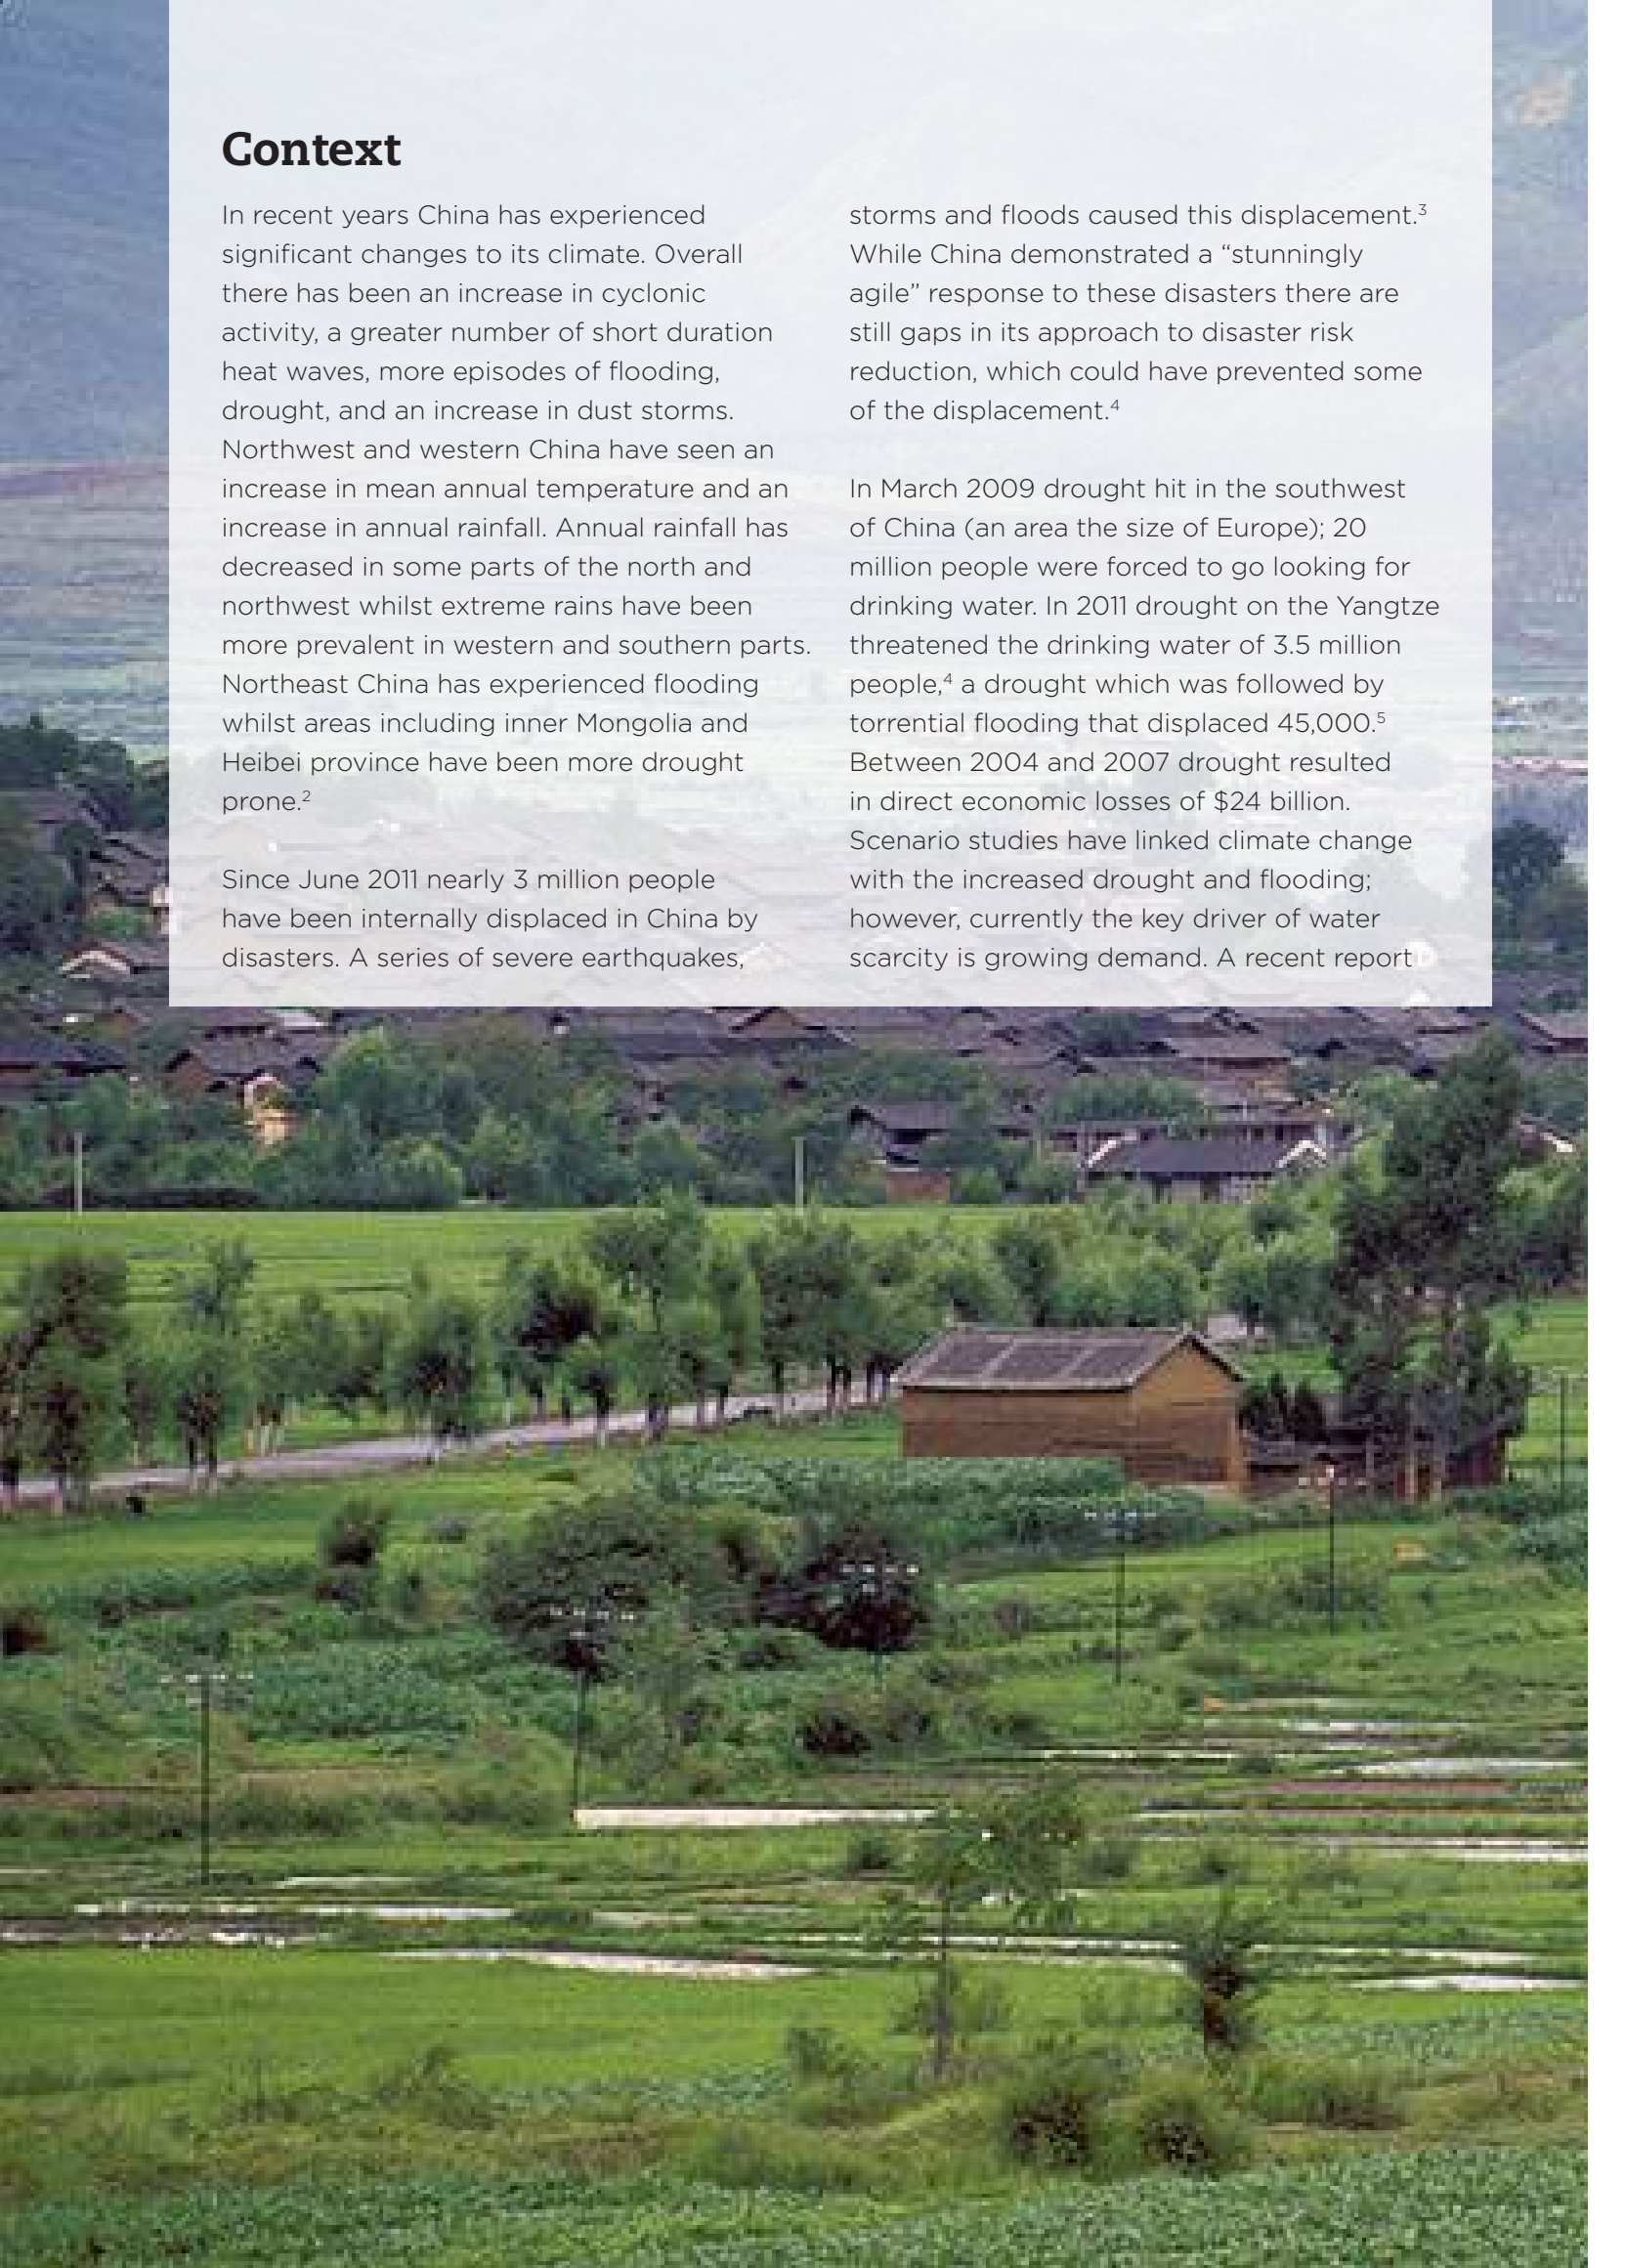 Context
In recent years China has experienced
significant changes to its climate. Overall
there has been an increase in cyclonic
activity, a greater number of short duration
heat waves, more episodes of flooding,
drought, and an increase in dust storms.
Northwest and western China have seen an
increase in mean annual temperature and an
increase in annual rainfall. Annual rainfall has
decreased in some parts of the north and
northwest whilst extreme rains have been
more prevalent in western and southern parts.
Northeast China has experienced flooding
whilst areas including inner Mongolia and
Heibei province have been more drought
prone.²
Since June 2011 nearly 3 million people
have been internally displaced in China by
disasters. A series of severe earthquakes,
storms and floods caused this displacement.³
While China demonstrated a “stunningly
agile” response to these disasters there are
still gaps in its approach to disaster risk
reduction, which could have prevented some
of the displacement.⁴
In March 2009 drought hit in the southwest
of China (an area the size of Europe); 20
million people were forced to go looking for
drinking water. In 2011 drought on the Yangtze
threatened the drinking water of 3.5 million
people,⁴ a drought which was followed by
torrential flooding that displaced 45,000.⁵
Between 2004 and 2007 drought resulted
in direct economic losses of $24 billion.
Scenario studies have linked climate change
with the increased drought and flooding;
however, currently the key driver of water
scarcity is growing demand. A recent report